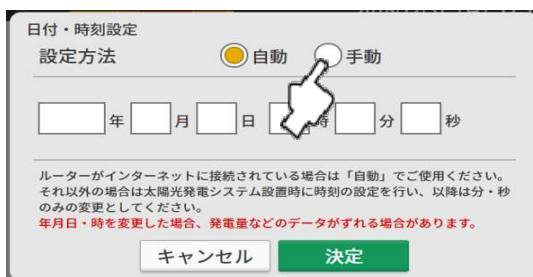 日付・時刻設定
設定方法 自動 手動
年 月 日 時 分 秒
ルーターがインターネットに接続されている場合は「自動」でご使用ください。
それ以外の場合は太陽光発電システム設置時に時刻の設定を行い、以降は分・秒
のみの変更としてください。
年月日・時を変更した場合、発電量などのデータがずれる場合があります。
キャンセル 決定